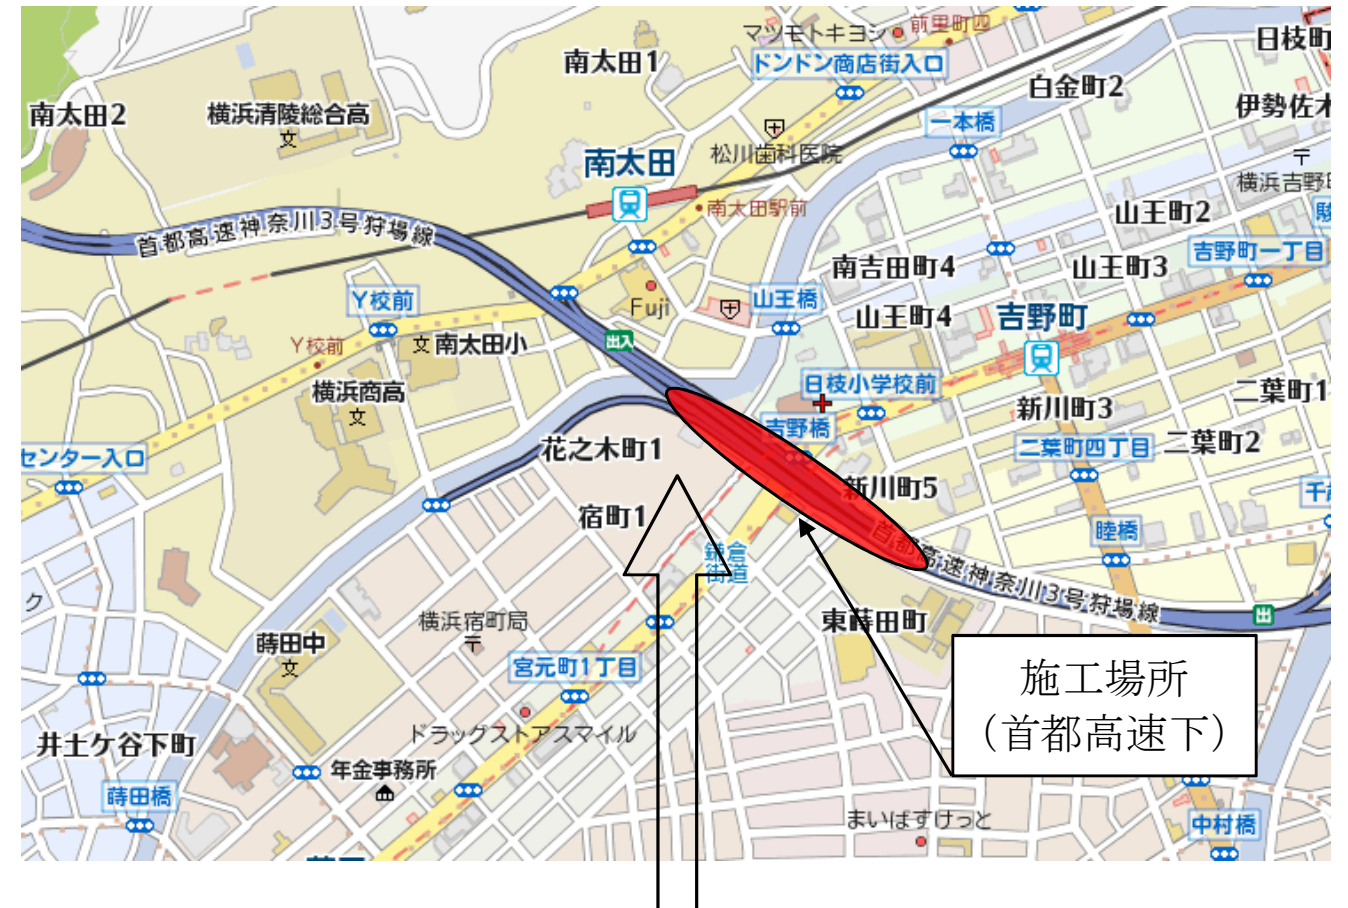 マツモトキヨシ
前里町四
日枝町
南太田1
ドンドン商店街入口
白金町2
南太田2
横浜清陵総合高
文
伊勢佐木
一本橋
松川歯科医院
南太田
横浜吉野町
南太田駅前
山王町2
首都高速神奈川3号狩場線
吉野町一丁目
南吉田町4
山王町3
Y校前
Fuji
山王橋
山王町4
吉野町
出入
Y校前
文
南太田小
横浜商高
文
日枝小学校前
二葉町1
新川町3
吉野橋
花之木町1
二葉町四丁目
二葉町2
センター入口
新川町5
宿町1
睦橋
鎌倉
街道
首都高速神奈川3号狩場線
ク
横浜宿町局
東蒔田町
出
蒔田中
文
宮元町1丁目
施工場所
（首都高速下）
ドラッグストアスマイル
井土ケ谷下町
年金事務所
蒔田橋
まいばすけっと
中村橋